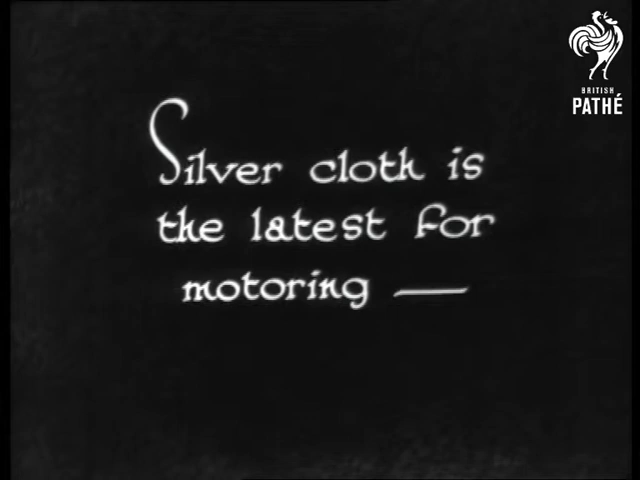 BRITISH
PATHÉ
Silver cloth is
the latest for
motoring —